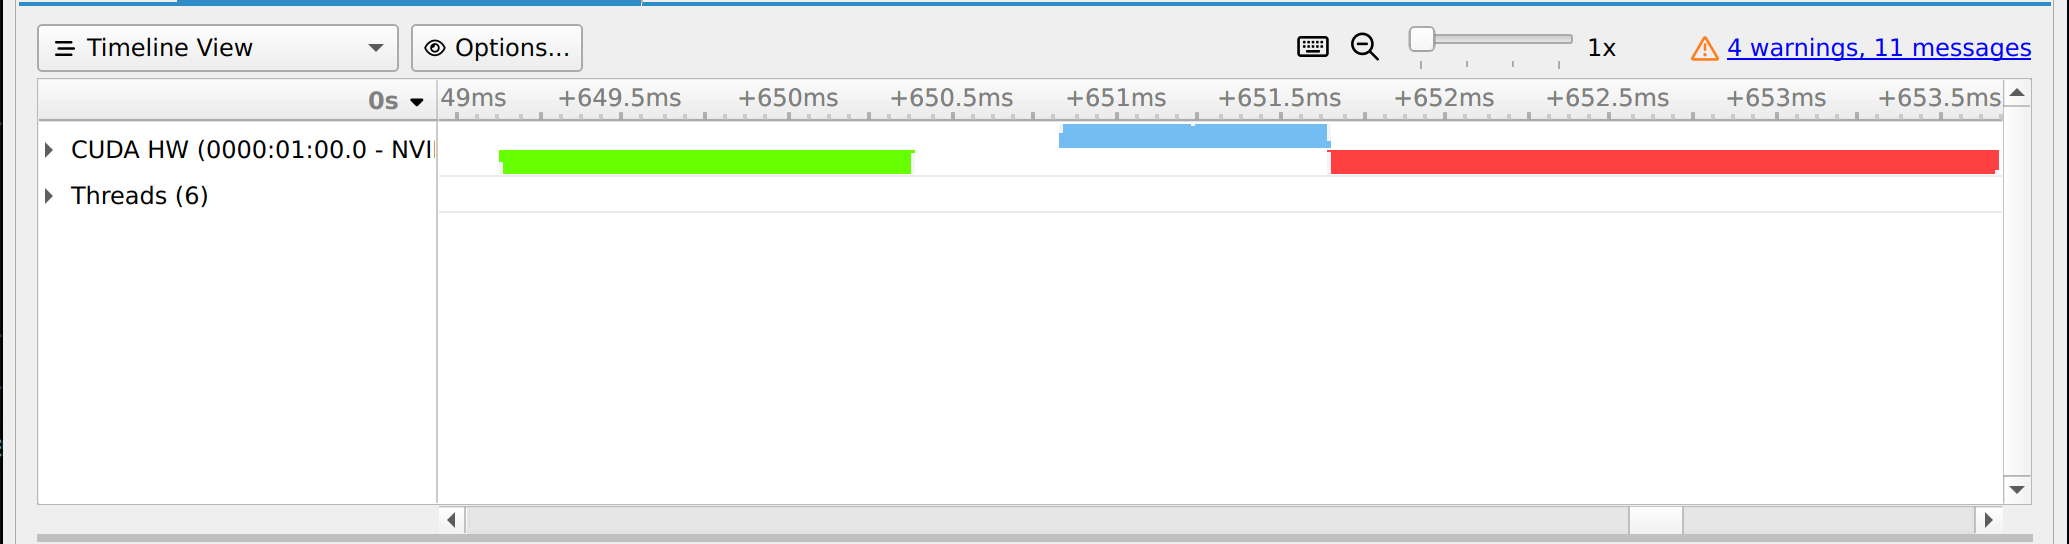 Timeline View Options... 1x 4 warnings, 11 messages
0s 49ms +649.5ms +650ms +650.5ms +651ms +651.5ms +652ms +652.5ms +653ms +653.5ms
CUDA HW (0000:01:00.0 - NVI
Threads (6)